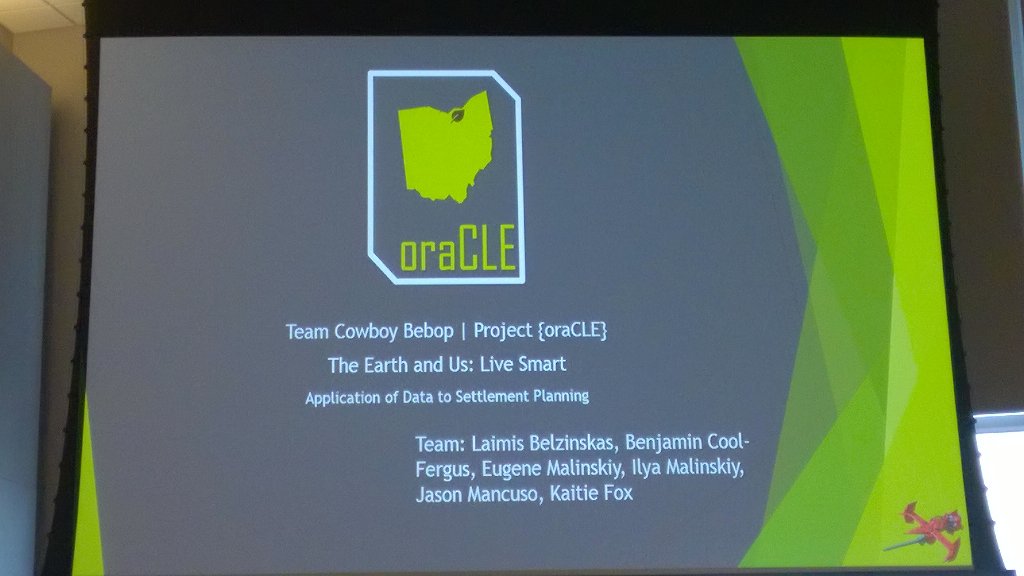 oraCLE
Team Cowboy Bebop | Project {oraCLE}
The Earth and Us: Live Smart
Application of Data to Settlement Planning
Team: Laimis Belzinskas, Benjamin Cool-
Fergus, Eugene Malinskiy, Ilya Malinskiy,
Jason Mancuso, Kaitie Fox